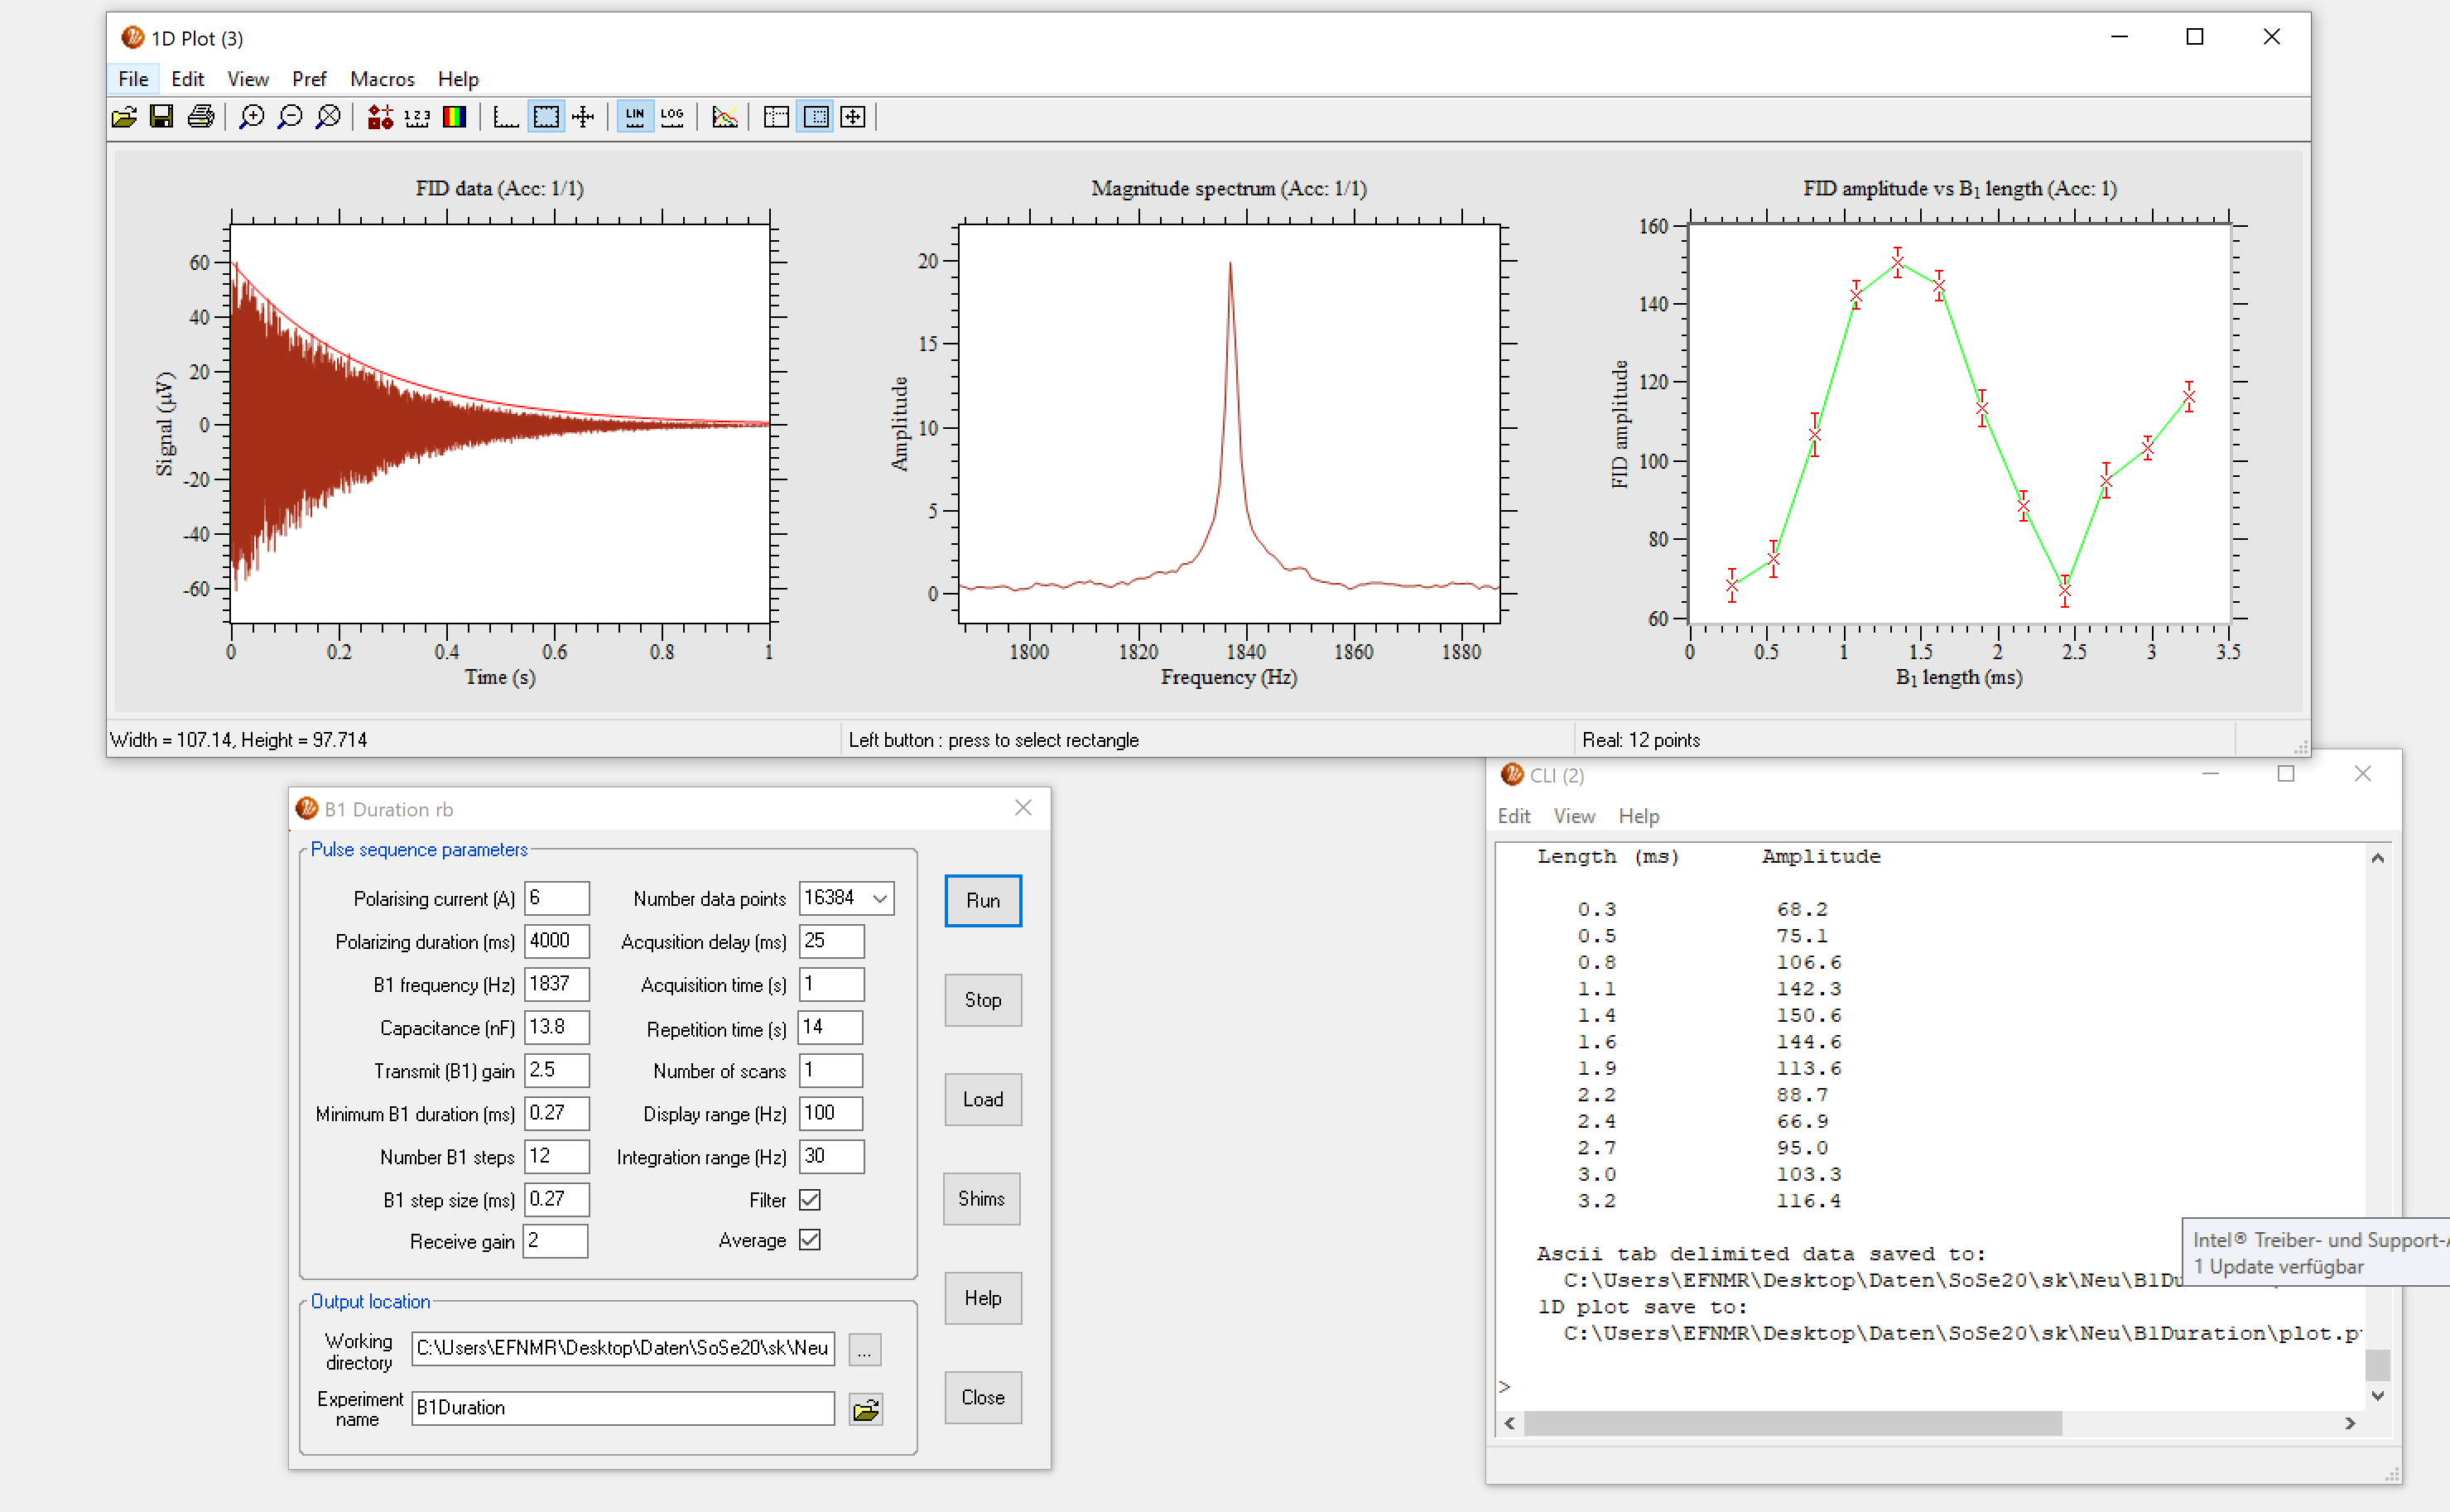 1D Plot (3)
File Edit View Pref Macros Help
1 2 3 LIN LOG
FID data (Acc: 1/1)
60
40
20
0
-20
-40
-60
Signal (µV)
0 0.2 0.4 0.6 0.8 1
Time (s)
Magnitude spectrum (Acc: 1/1)
20
15
10
5
0
Amplitude
1800 1820 1840 1860 1880
Frequency (Hz)
FID amplitude vs B₁ length (Acc: 1)
160
140
120
100
80
60
FID amplitude
0 0.5 1 1.5 2 2.5 3 3.5
B₁ length (ms)
Width = 107.14, Height = 97.714
Left button : press to select rectangle
Real: 12 points
B1 Duration rb
Pulse sequence parameters
Polarising current (A) 6 Number data points 16384
Polarizing duration (ms) 4000 Acqusition delay (ms) 25
B1 frequency (Hz) 1837 Acquisition time (s) 1
Capacitance (nF) 13.8 Repetition time (s) 14
Transmit (B1) gain 2.5 Number of scans 1
Minimum B1 duration (ms) 0.27 Display range (Hz) 100
Number B1 steps 12 Integration range (Hz) 30
B1 step size (ms) 0.27 Filter
Receive gain 2 Average
Run
Stop
Load
Shims
Help
Close
Output location
Working directory C:\Users\EFNMR\Desktop\Daten\SoSe20\sk\Neu ...
Experiment name B1Duration
CLI (2)
Edit View Help
Length (ms) Amplitude
0.3 68.2
0.5 75.1
0.8 106.6
1.1 142.3
1.4 150.6
1.6 144.6
1.9 113.6
2.2 88.7
2.4 66.9
2.7 95.0
3.0 103.3
3.2 116.4
Ascii tab delimited data saved to:
C:\Users\EFNMR\Desktop\Daten\SoSe20\sk\Neu\B1Du
1D plot save to:
C:\Users\EFNMR\Desktop\Daten\SoSe20\sk\Neu\B1Duration\plot.p
>
Intel® Treiber- und Support-
1 Update verfügbar